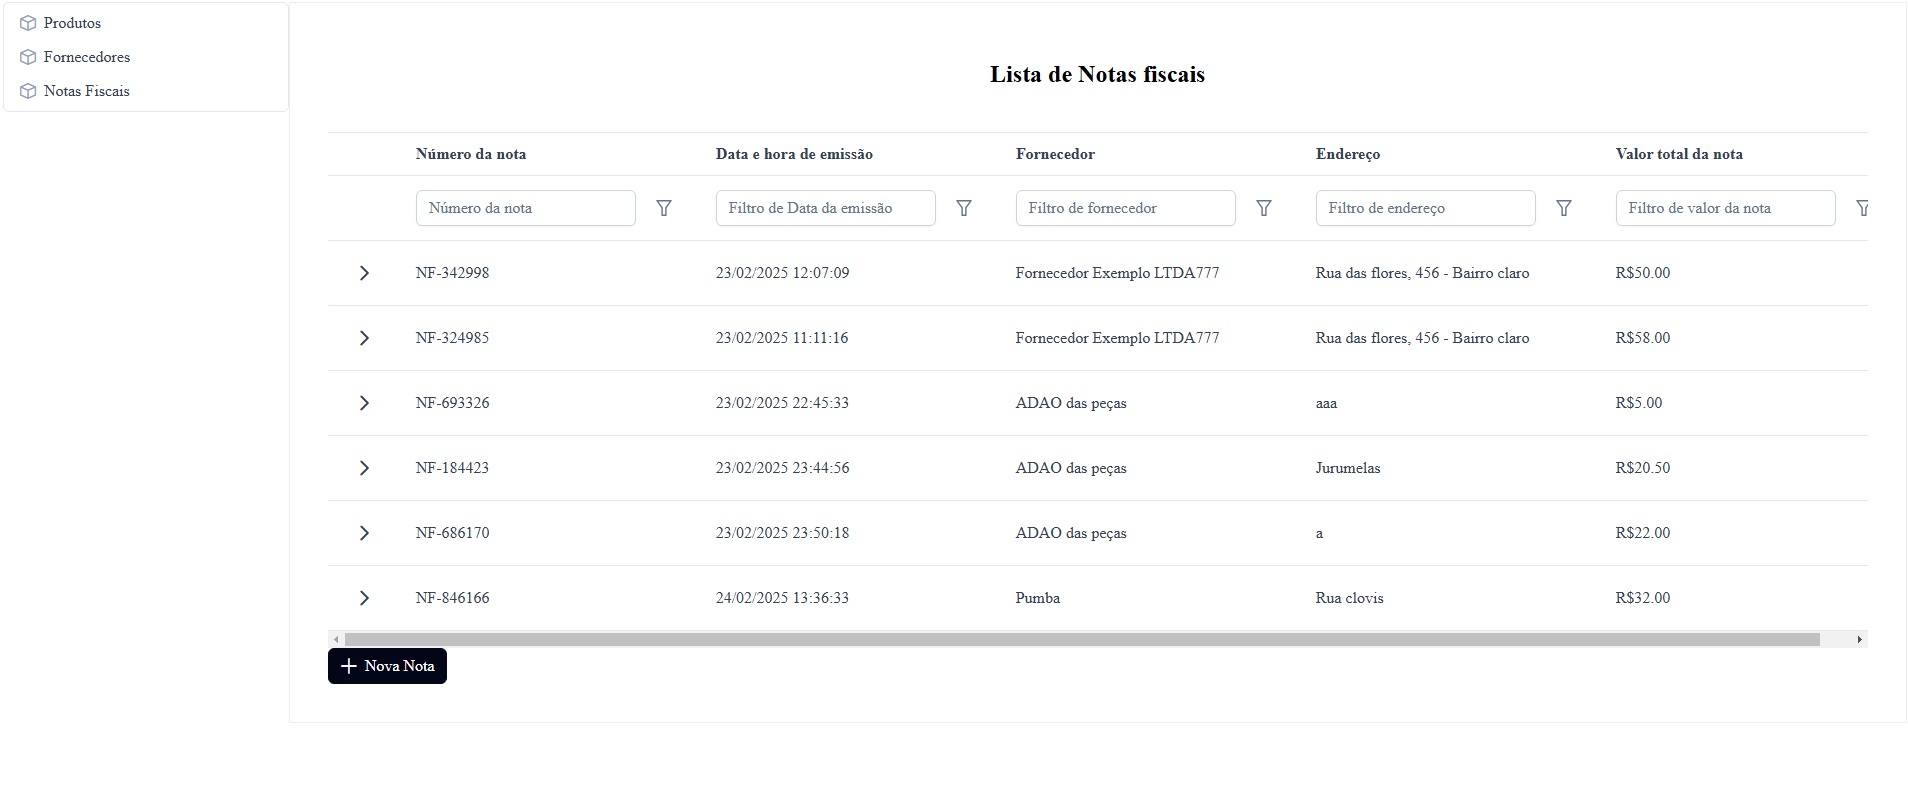 Produtos
Fornecedores
Notas Fiscais
Lista de Notas fiscais
Número da nota Data e hora de emissão Fornecedor Endereço Valor total da nota
Número da nota Filtro de Data da emissão Filtro de fornecedor Filtro de endereço Filtro de valor da nota
NF-342998 23/02/2025 12:07:09 Fornecedor Exemplo LTDA777 Rua das flores, 456 - Bairro claro R$50.00
NF-324985 23/02/2025 11:11:16 Fornecedor Exemplo LTDA777 Rua das flores, 456 - Bairro claro R$58.00
NF-693326 23/02/2025 22:45:33 ADAO das peças aaa R$5.00
NF-184423 23/02/2025 23:44:56 ADAO das peças Jurumelas R$20.50
NF-686170 23/02/2025 23:50:18 ADAO das peças a R$22.00
NF-846166 24/02/2025 13:36:33 Pumba Rua clovis R$32.00
Nova Nota